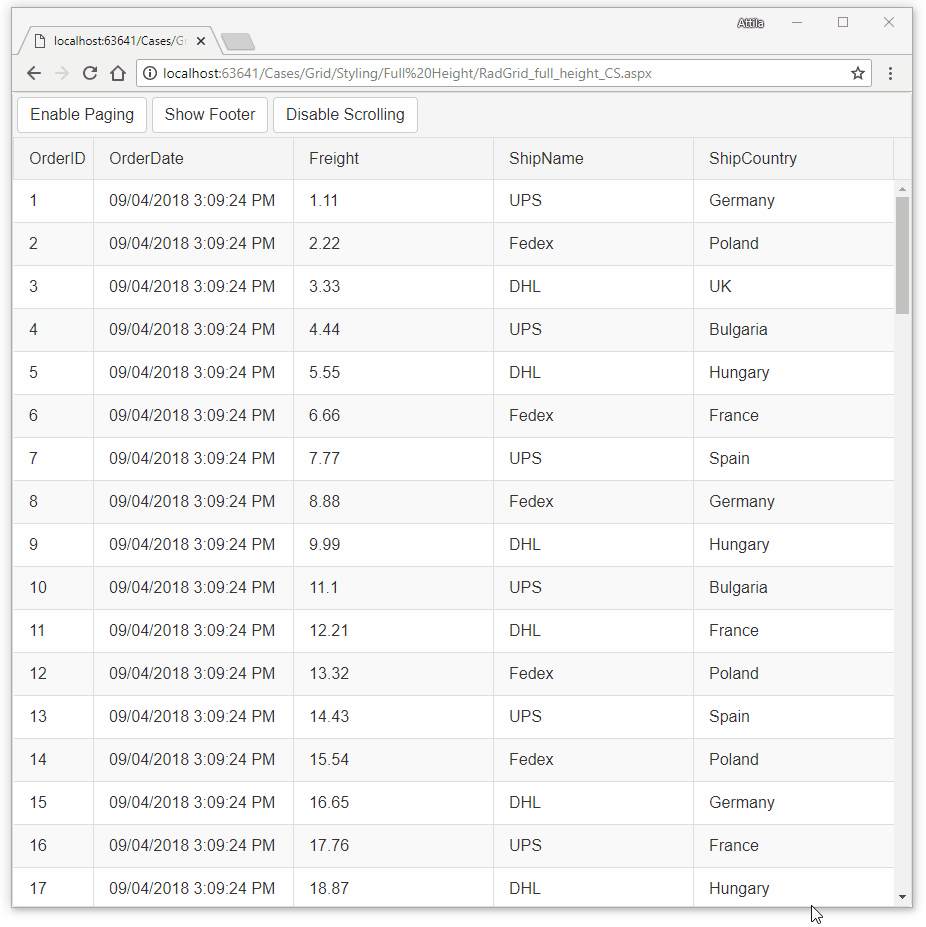 Attila
localhost:63641/Cases/Gr
localhost:63641/Cases/Grid/Styling/Full%20Height/RadGrid_full_height_CS.aspx
Enable Paging Show Footer Disable Scrolling
OrderID OrderDate Freight ShipName ShipCountry
1 09/04/2018 3:09:24 PM 1.11 UPS Germany
2 09/04/2018 3:09:24 PM 2.22 Fedex Poland
3 09/04/2018 3:09:24 PM 3.33 DHL UK
4 09/04/2018 3:09:24 PM 4.44 UPS Bulgaria
5 09/04/2018 3:09:24 PM 5.55 DHL Hungary
6 09/04/2018 3:09:24 PM 6.66 Fedex France
7 09/04/2018 3:09:24 PM 7.77 UPS Spain
8 09/04/2018 3:09:24 PM 8.88 Fedex Germany
9 09/04/2018 3:09:24 PM 9.99 DHL Hungary
10 09/04/2018 3:09:24 PM 11.1 UPS Bulgaria
11 09/04/2018 3:09:24 PM 12.21 DHL France
12 09/04/2018 3:09:24 PM 13.32 Fedex Poland
13 09/04/2018 3:09:24 PM 14.43 UPS Spain
14 09/04/2018 3:09:24 PM 15.54 Fedex Poland
15 09/04/2018 3:09:24 PM 16.65 DHL Germany
16 09/04/2018 3:09:24 PM 17.76 UPS France
17 09/04/2018 3:09:24 PM 18.87 DHL Hungary